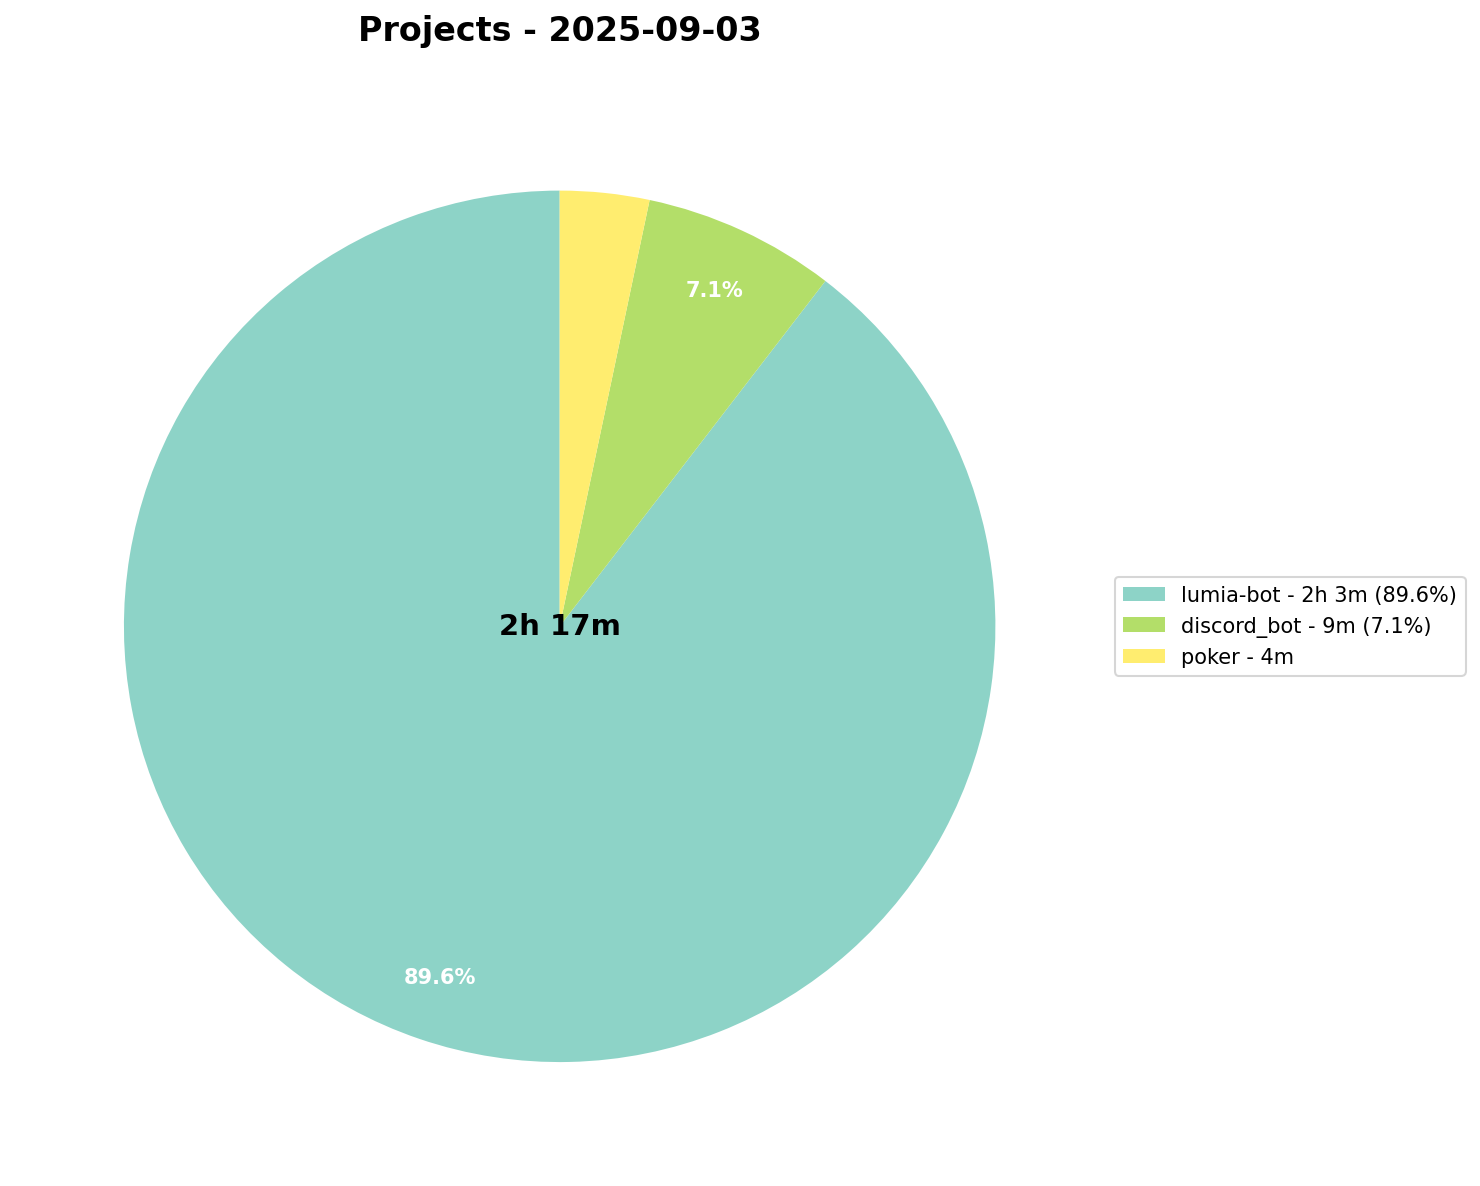 Projects - 2025-09-03
7.1%
2h 17m
89.6%
lumia-bot - 2h 3m (89.6%)
discord_bot - 9m (7.1%)
poker - 4m